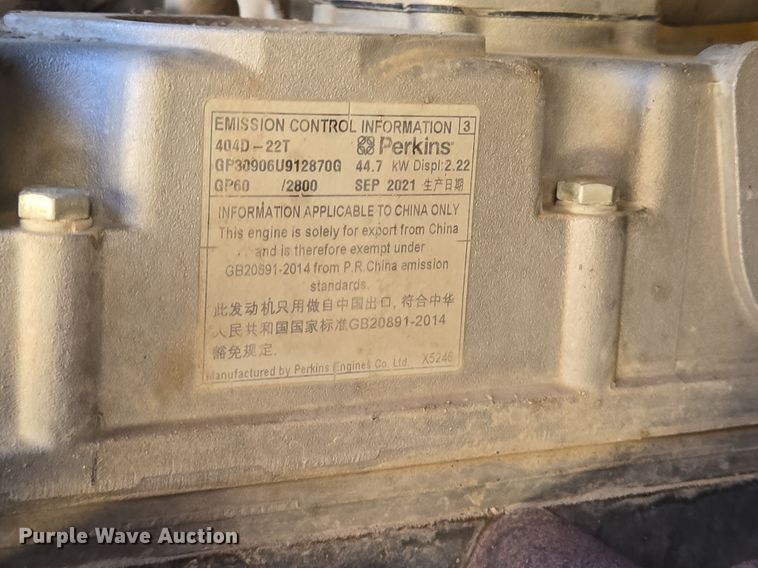 EMISSION CONTROL INFORMATION 3
404D-22T Perkins
GP30906U912870G 44.7 kW Displ:2.22
GP60 /2800 SEP 2021 生产日期
INFORMATION APPLICABLE TO CHINA ONLY
This engine is solely for export from China
and is therefore exempt under
GB20891-2014 from P.R.China emission
standards.
此发动机只用做自中国出口, 符合中华
人民共和国国家标准GB20891-2014
豁免规定.
Manufactured by Perkins Engines Co. Ltd. X5246
Purple Wave Auction